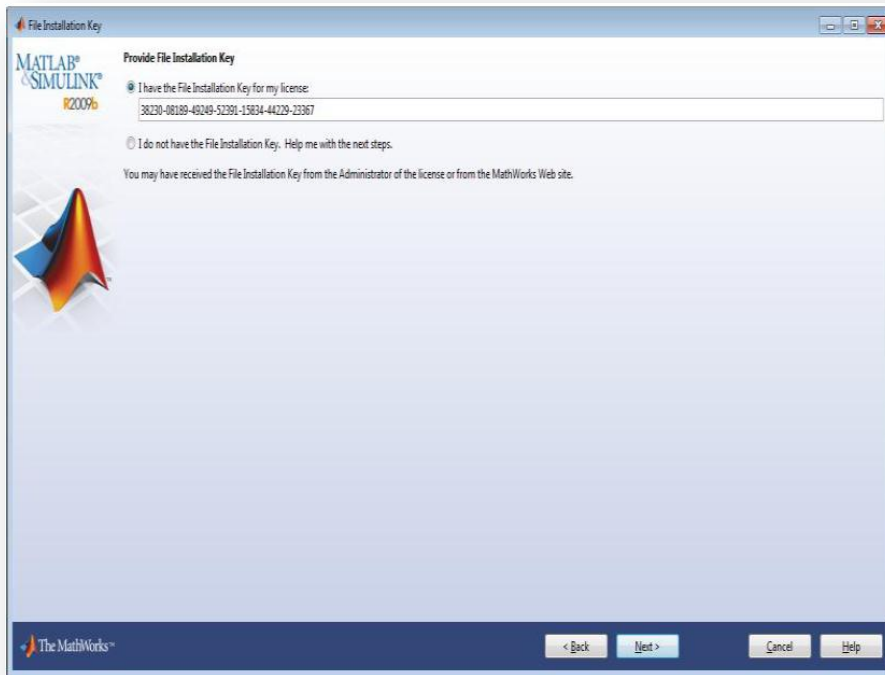 File Installation Key
MATLAB®
&SIMULINK®
R2009b
Provide File Installation Key
I have the File Installation Key for my license:
38230-08189-49249-52391-15834-44229-23367
I do not have the File Installation Key. Help me with the next steps.
You may have received the File Installation Key from the Administrator of the license or from the MathWorks Web site.
The MathWorks™
< Back Next > Cancel Help